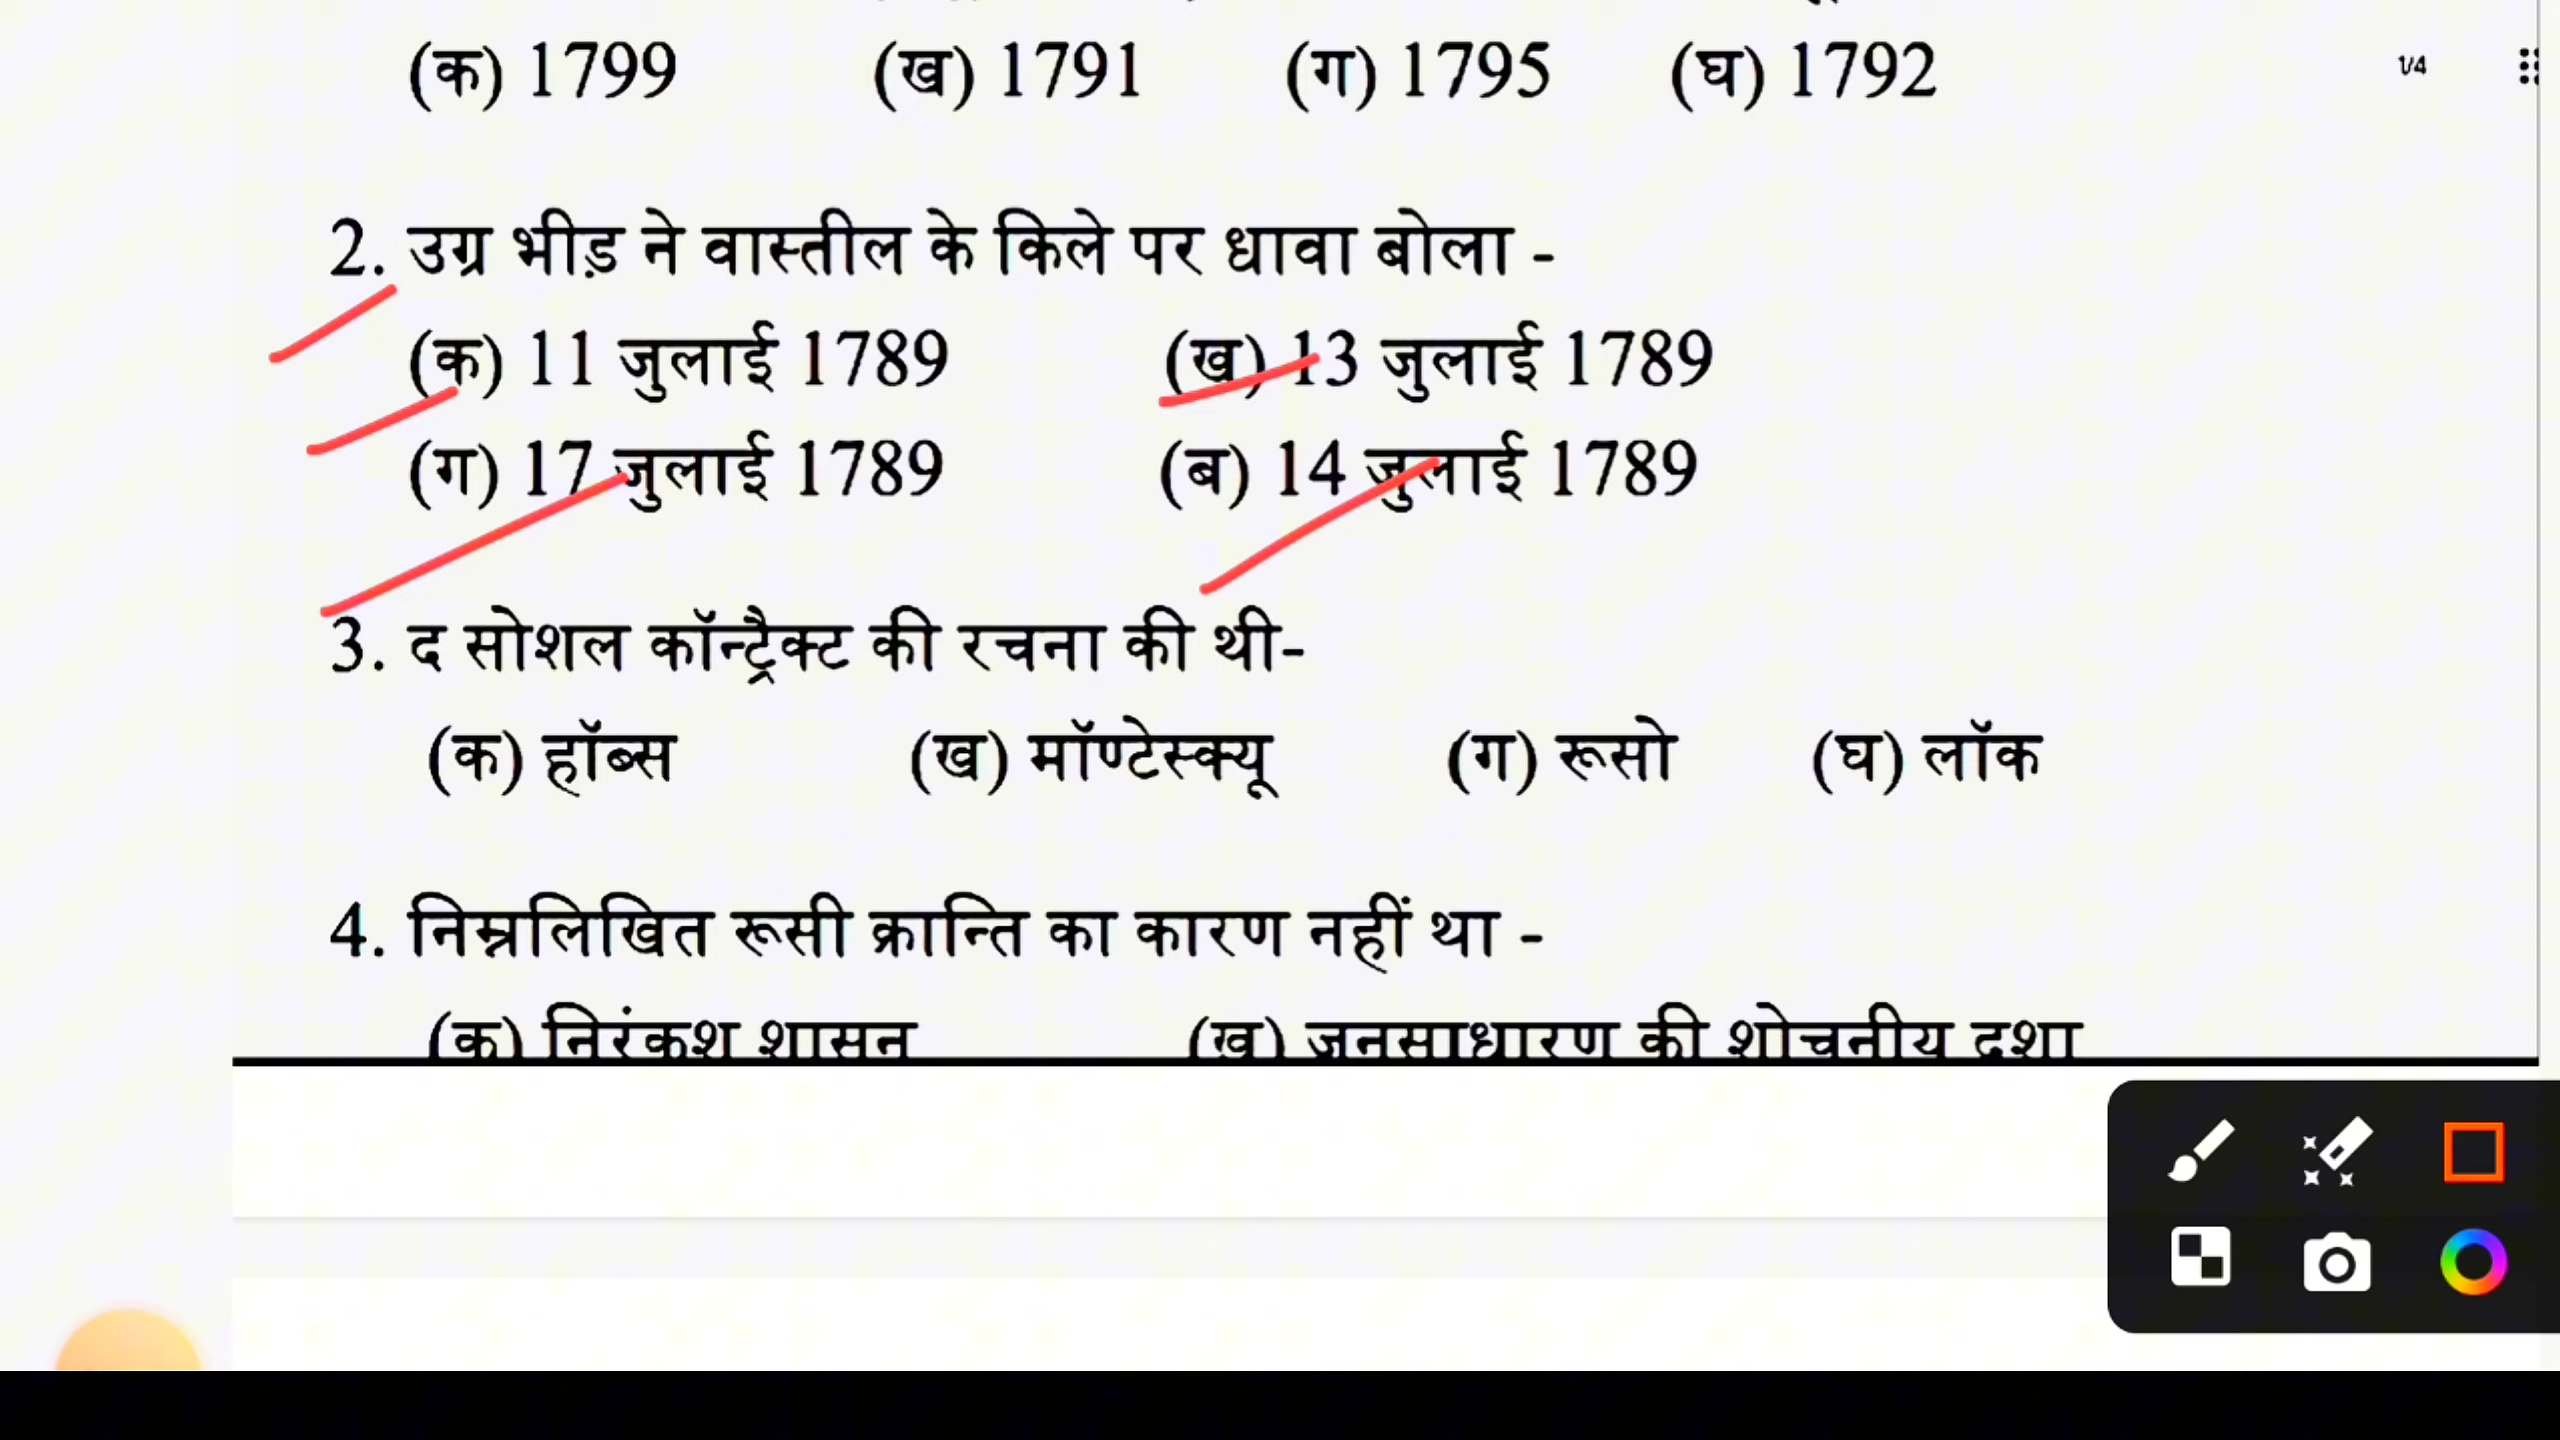 (क) 1799 (ख) 1791 (ग) 1795 (घ) 1792
1/4
2. उग्र भीड़ ने वास्तील के किले पर धावा बोला -
(क) 11 जुलाई 1789 (ख) 13 जुलाई 1789
(ग) 17 जुलाई 1789 (ब) 14 जुलाई 1789
3. द सोशल कॉन्ट्रैक्ट की रचना की थी-
(क) हॉब्स (ख) मॉण्टेस्क्यू (ग) रूसो (घ) लॉक
4. निम्नलिखित रूसी क्रान्ति का कारण नहीं था -
(क) निरंकुश शासन (ख) जनसाधारण की शोचनीय दशा